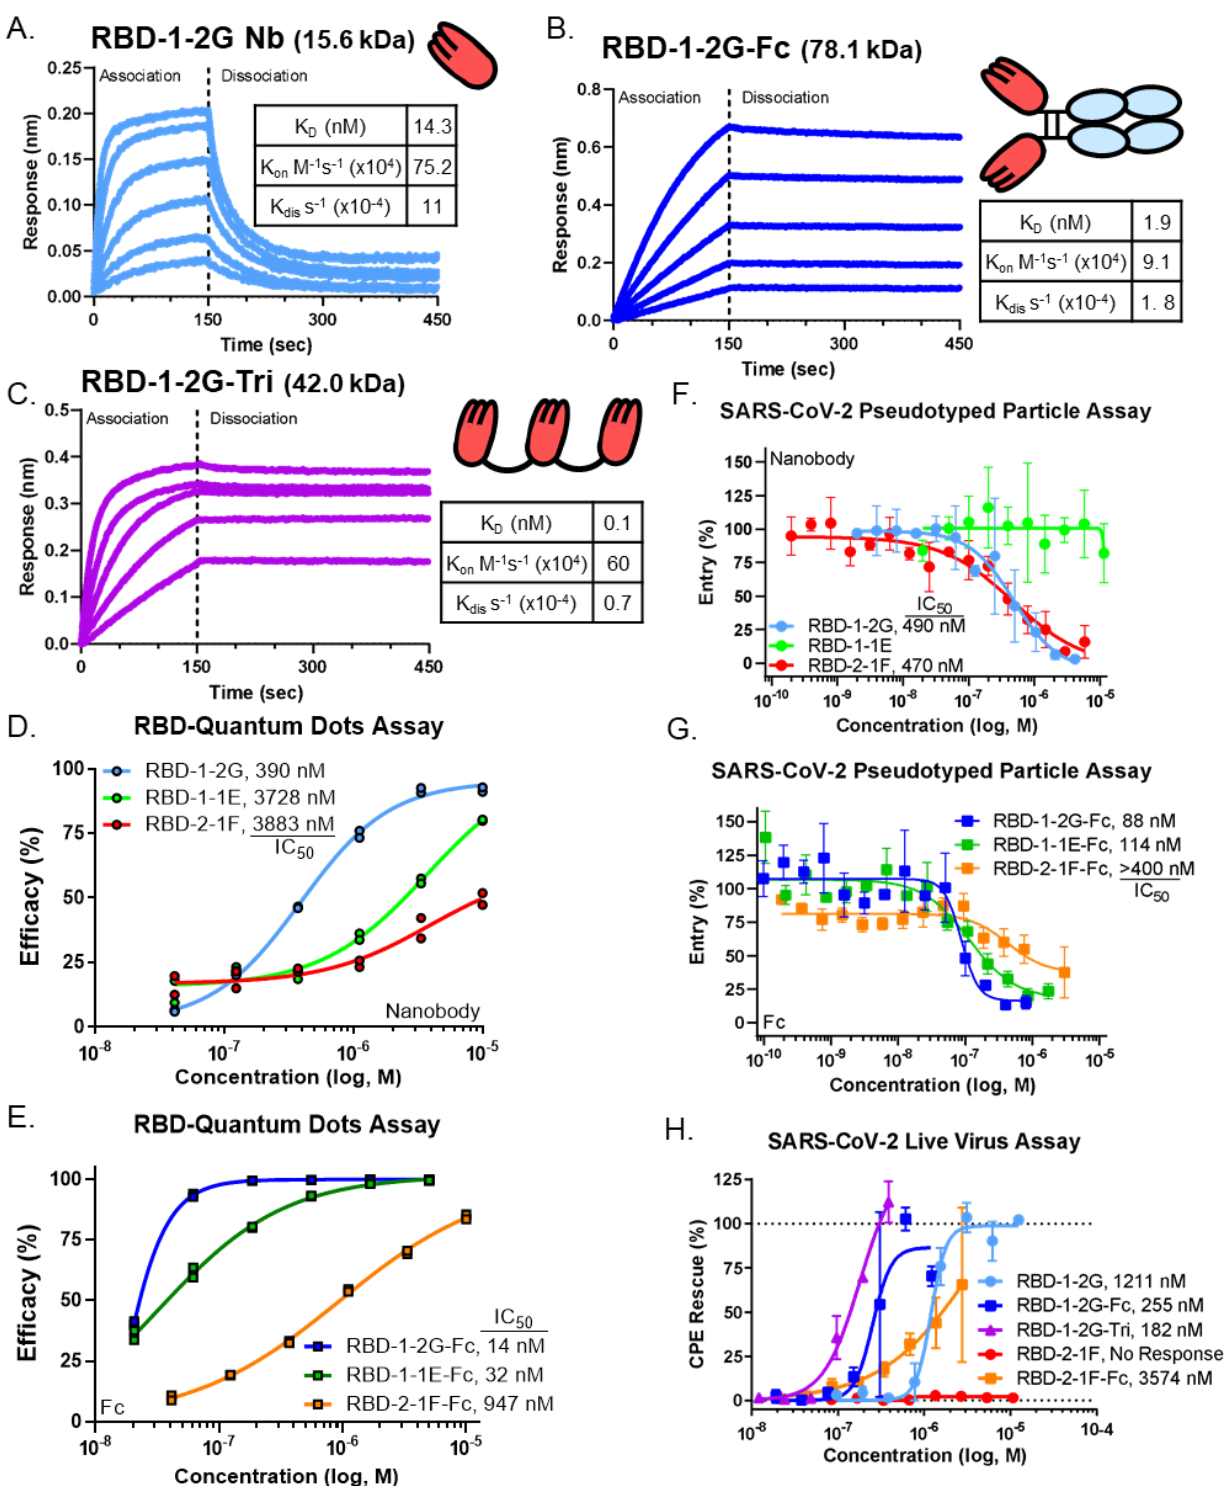 A.
RBD-1-2G Nb (15.6 kDa)
Response (nm)
0.25
0.20
0.15
0.10
0.05
0.00
Association
Dissociation
K_D (nM) 14.3
K_on M⁻¹s⁻¹ (x10⁴) 75.2
K_dis s⁻¹ (x10⁻⁴) 11
0 150 300 450
Time (sec)
B.
RBD-1-2G-Fc (78.1 kDa)
Response (nm)
0.8
0.6
0.4
0.2
0.0
Association
Dissociation
K_D (nM) 1.9
K_on M⁻¹s⁻¹ (x10⁴) 9.1
K_dis s⁻¹ (x10⁻⁴) 1. 8
0 150 300 450
Time (sec)
C.
RBD-1-2G-Tri (42.0 kDa)
Response (nm)
0.5
0.4
0.3
0.2
0.1
0.0
Association
Dissociation
K_D (nM) 0.1
K_on M⁻¹s⁻¹ (x10⁴) 60
K_dis s⁻¹ (x10⁻⁴) 0.7
0 150 300 450
Time (sec)
D.
RBD-Quantum Dots Assay
Efficacy (%)
100
75
50
25
0
RBD-1-2G, 390 nM
RBD-1-1E, 3728 nM
RBD-2-1F, 3883 nM
IC₅₀
Nanobody
10⁻⁸ 10⁻⁷ 10⁻⁶ 10⁻⁵
Concentration (log, M)
E.
RBD-Quantum Dots Assay
Efficacy (%)
100
75
50
25
0
IC₅₀
RBD-1-2G-Fc, 14 nM
RBD-1-1E-Fc, 32 nM
RBD-2-1F-Fc, 947 nM
Fc
10⁻⁸ 10⁻⁷ 10⁻⁶ 10⁻⁵
Concentration (log, M)
F.
SARS-CoV-2 Pseudotyped Particle Assay
Entry (%)
150
125
100
75
50
25
0
Nanobody
IC₅₀
RBD-1-2G, 490 nM
RBD-1-1E
RBD-2-1F, 470 nM
10⁻¹⁰ 10⁻⁹ 10⁻⁸ 10⁻⁷ 10⁻⁶ 10⁻⁵
Concentration (log, M)
G.
SARS-CoV-2 Pseudotyped Particle Assay
Entry (%)
150
125
100
75
50
25
0
RBD-1-2G-Fc, 88 nM
RBD-1-1E-Fc, 114 nM
RBD-2-1F-Fc, >400 nM
IC₅₀
Fc
10⁻¹⁰ 10⁻⁹ 10⁻⁸ 10⁻⁷ 10⁻⁶ 10⁻⁵
Concentration (log, M)
H.
SARS-CoV-2 Live Virus Assay
CPE Rescue (%)
125
100
75
50
25
0
RBD-1-2G, 1211 nM
RBD-1-2G-Fc, 255 nM
RBD-1-2G-Tri, 182 nM
RBD-2-1F, No Response
RBD-2-1F-Fc, 3574 nM
10⁻⁸ 10⁻⁷ 10⁻⁶ 10⁻⁵ 10-4
Concentration (log, M)